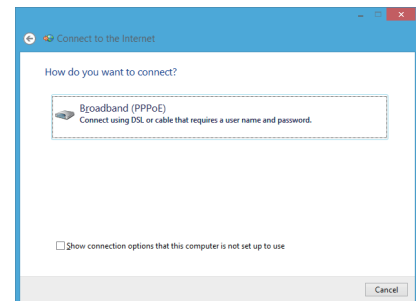 Connect to the Internet
How do you want to connect?
Broadband (PPPoE)
Connect using DSL or cable that requires a user name and password.
Show connection options that this computer is not set up to use
Cancel